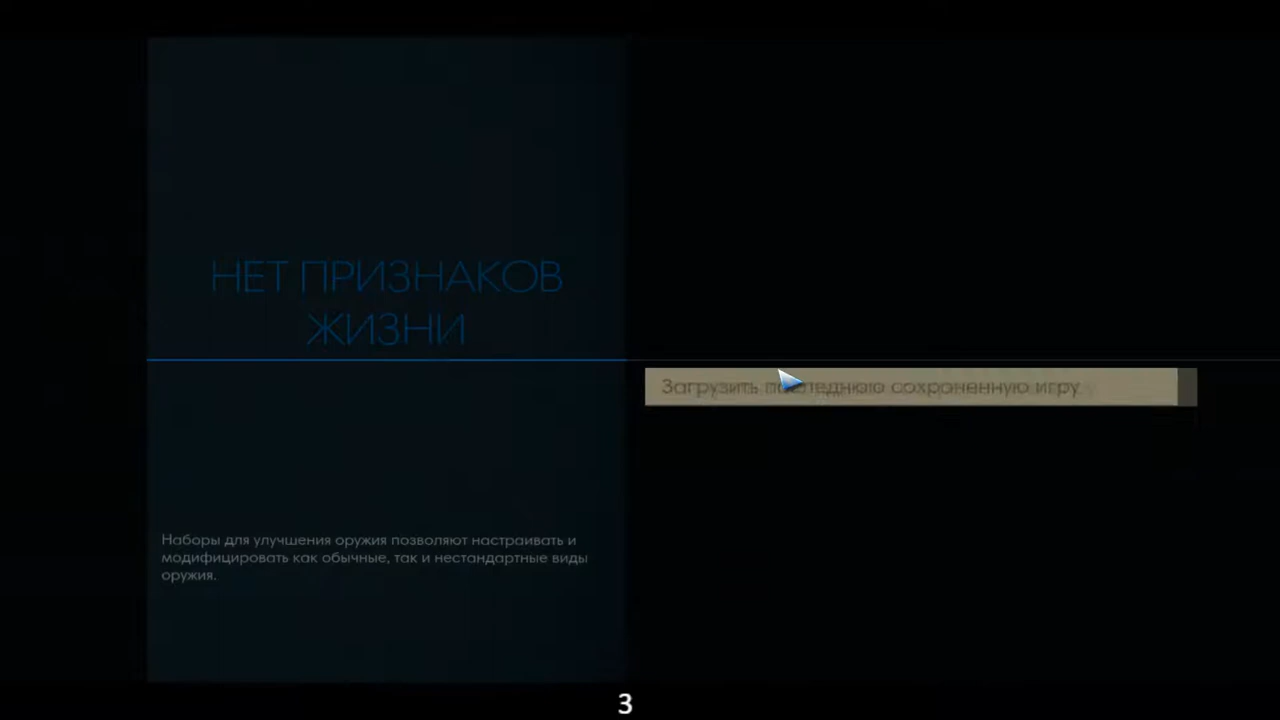 НЕТ ПРИЗНАКОВ
ЖИЗНИ
Загрузить последнюю сохраненную игру
Наборы для улучшения оружия позволяют настраивать и
модифицировать как обычные, так и нестандартные виды
оружия.
3